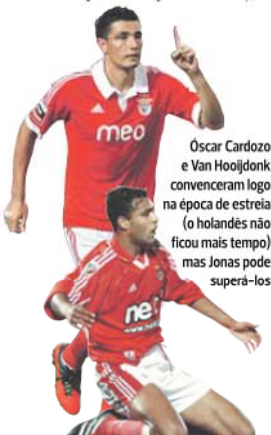 meo
Óscar Cardozo
e Van Hooijdonk
convenceram logo
na época de estreia
(o holandês não
ficou mais tempo)
mas Jonas pode
superá-los